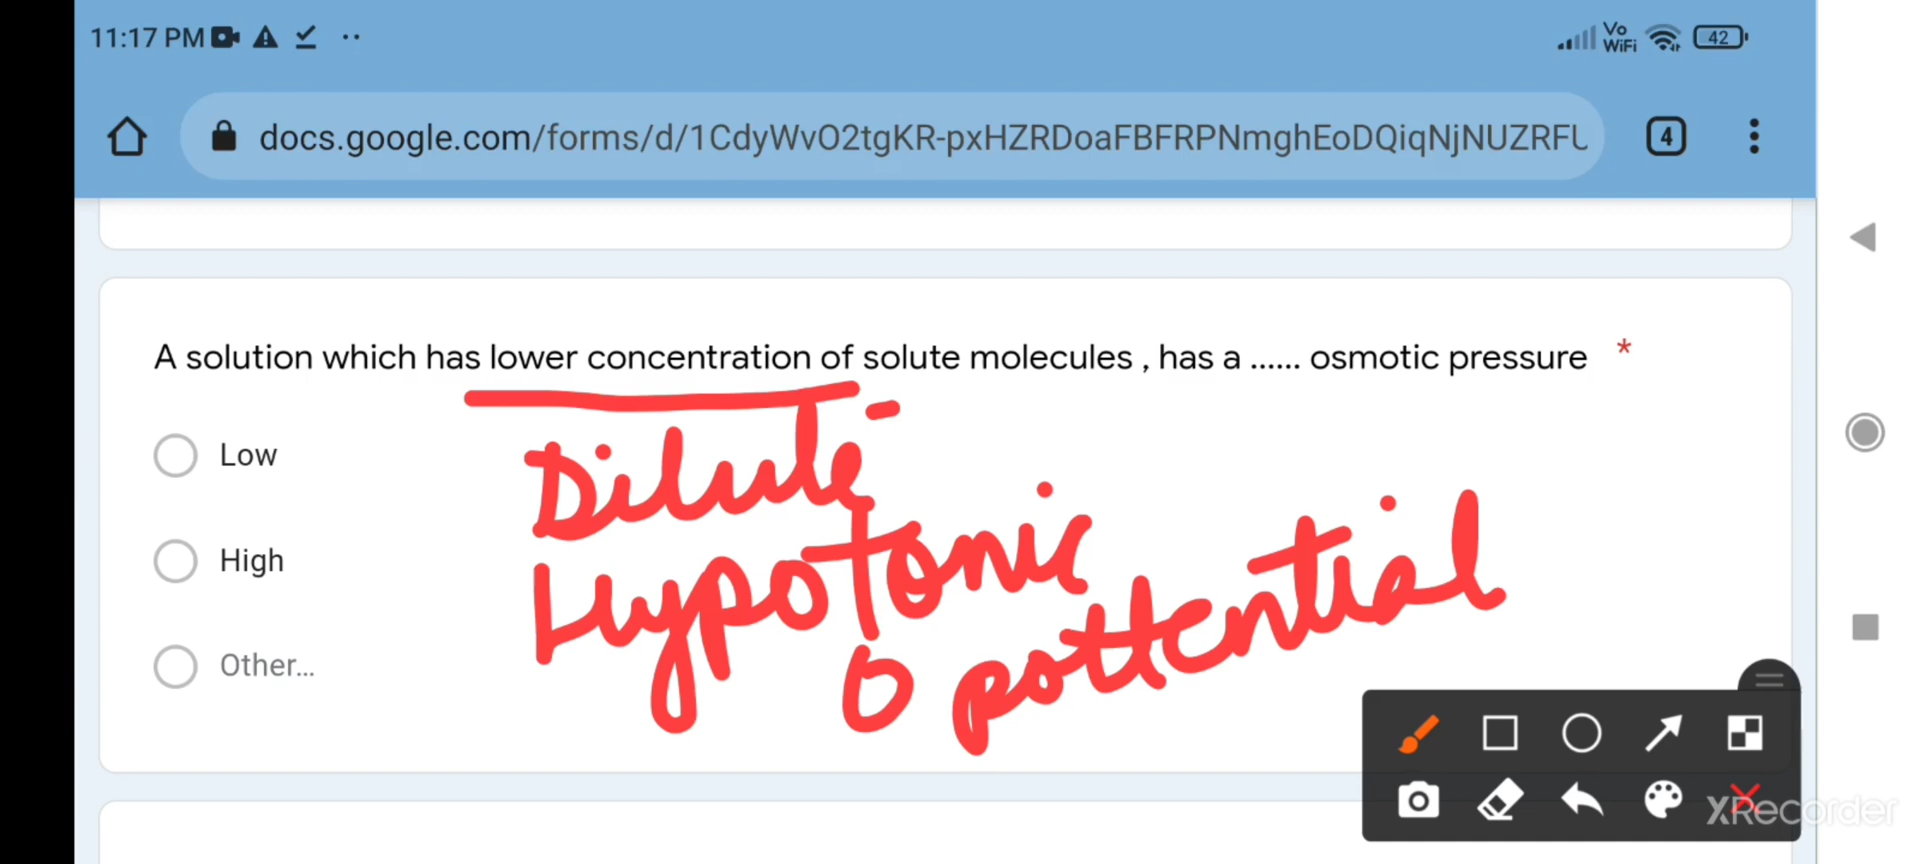 11:17 PM
Vo WiFi 42
docs.google.com/forms/d/1CdyWvO2tgKR-pxHZRDoaFBFRPNmghEoDQiqNjNUZRFU
4
A solution which has lower concentration of solute molecules , has a ...... osmotic pressure *
Low
Dilute
High
Hypotonic
Other...
O pottential
XRecorder